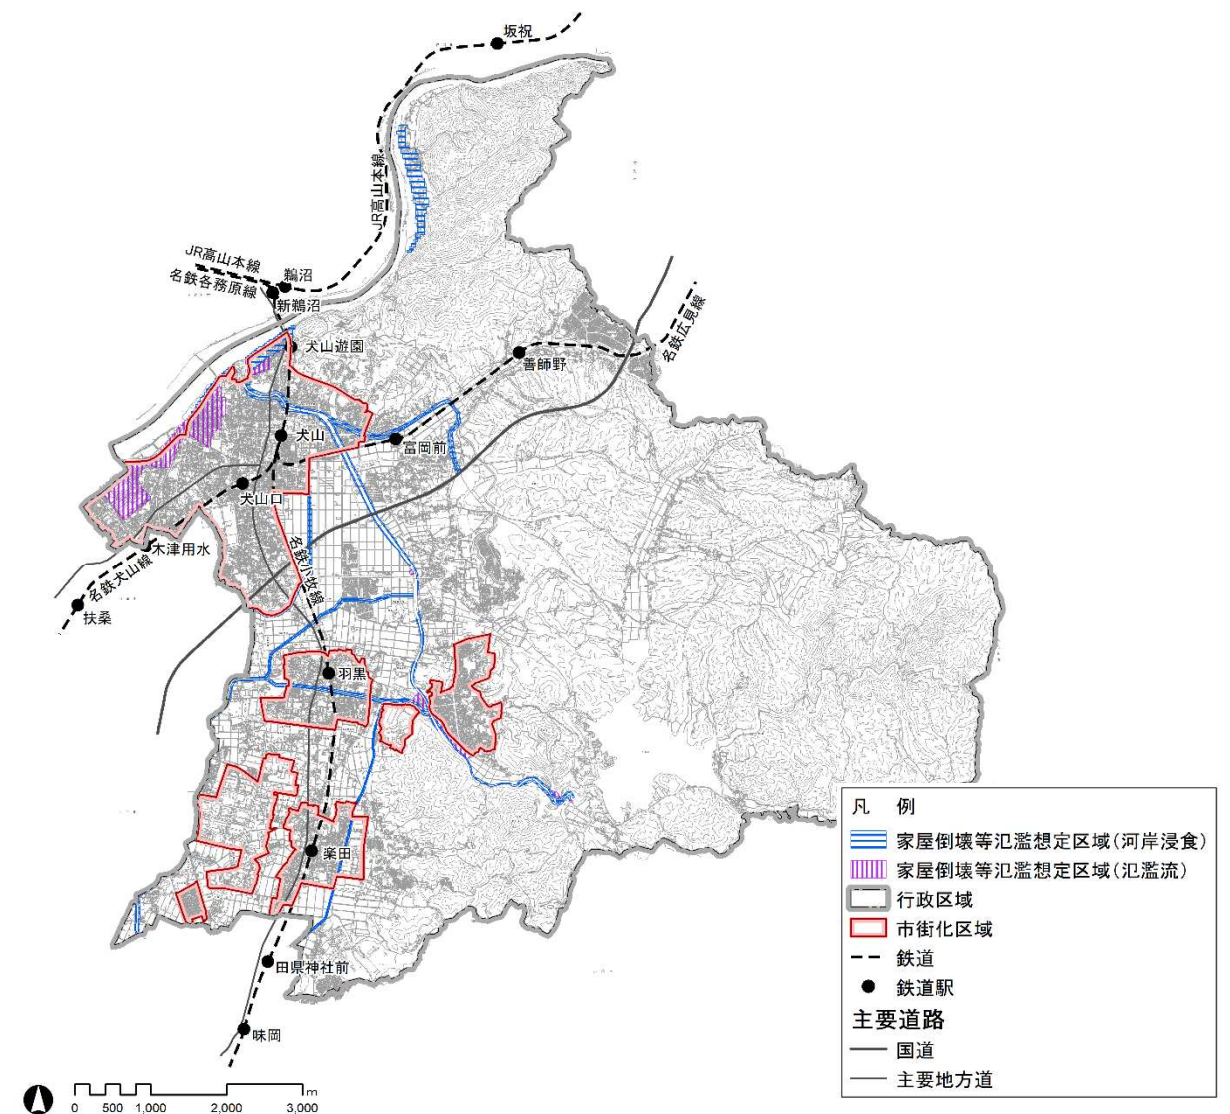 坂祝
JR高山本線
JR高山本線
名鉄各務原線
鵜沼
新鵜沼
犬山遊園
善師野
名鉄広見線
犬山
富岡前
犬山口
木津用水
名鉄犬山線
扶桑
名鉄小牧線
羽黒
楽田
田県神社前
味岡
凡 例
家屋倒壊等氾濫想定区域(河岸浸食)
家屋倒壊等氾濫想定区域(氾濫流)
行政区域
市街化区域
鉄道
鉄道駅
主要道路
国道
主要地方道
0 500 1,000 2,000 3,000 m